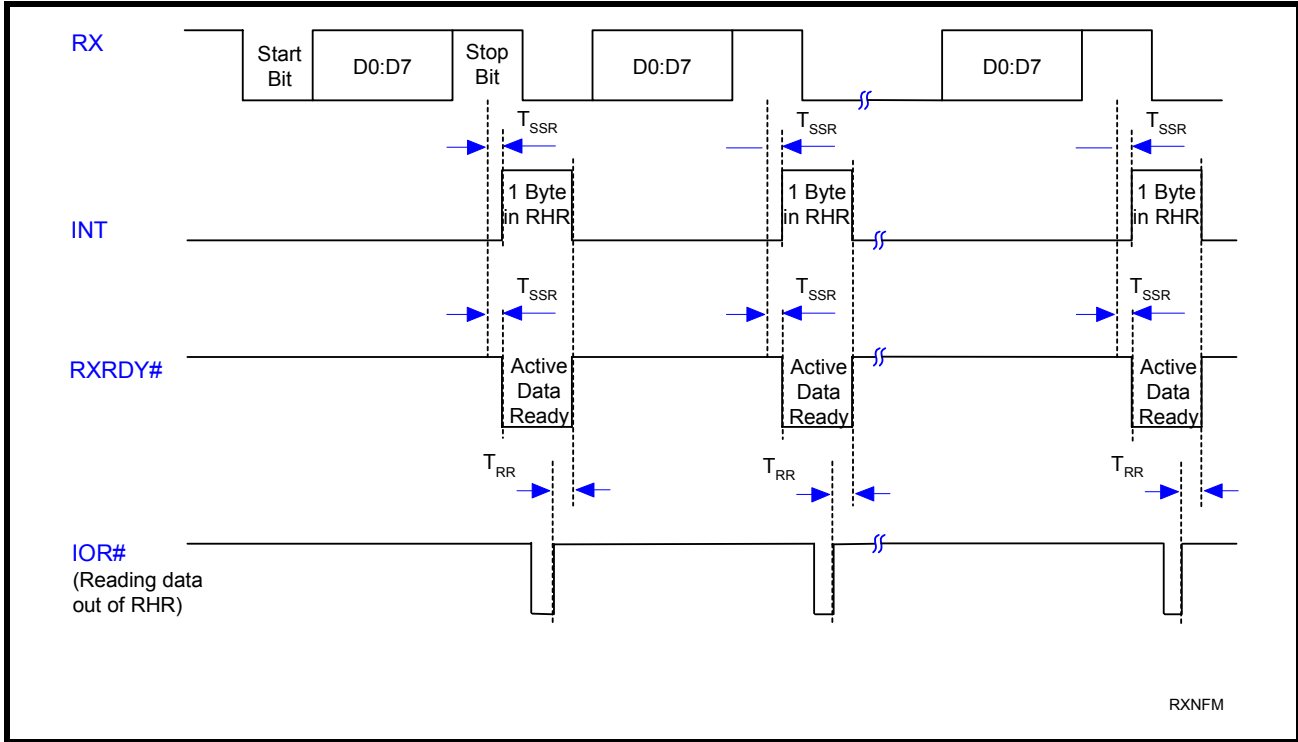 RX
Start
Bit
D0:D7
Stop
Bit
D0:D7
D0:D7
TSSR
TSSR
TSSR
INT
1 Byte
in RHR
1 Byte
in RHR
1 Byte
in RHR
TSSR
TSSR
TSSR
RXRDY#
Active
Data
Ready
Active
Data
Ready
Active
Data
Ready
TRR
TRR
TRR
IOR#
(Reading data
out of RHR)
RXNFM